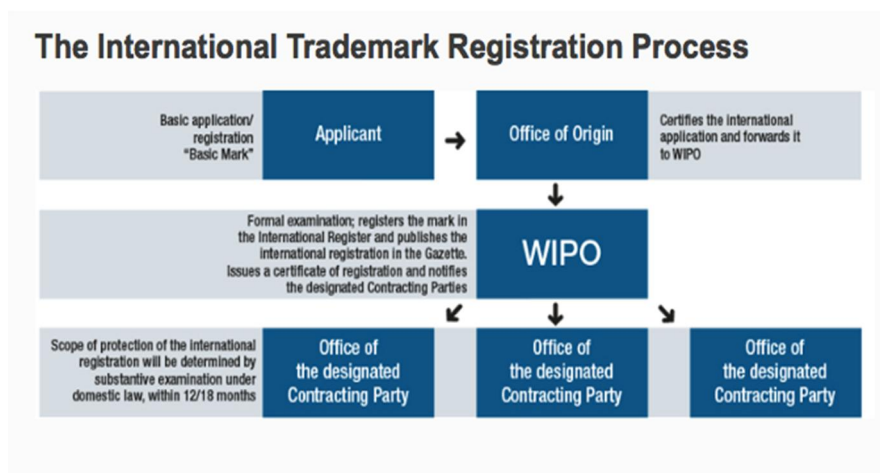 The International Trademark Registration Process
Basic application/
registration
"Basic Mark"
Applicant
Office of Origin
Certifies the international
application and forwards it
to WIPO
Formal examination; registers the mark in
the International Register and publishes the
international registration in the Gazette.
Issues a certificate of registration and notifies
the designated Contracting Parties
WIPO
Scope of protection of the international
registration will be determined by
substantive examination under
domestic law, within 12/18 months
Office of
the designated
Contracting Party
Office of
the designated
Contracting Party
Office of
the designated
Contracting Party